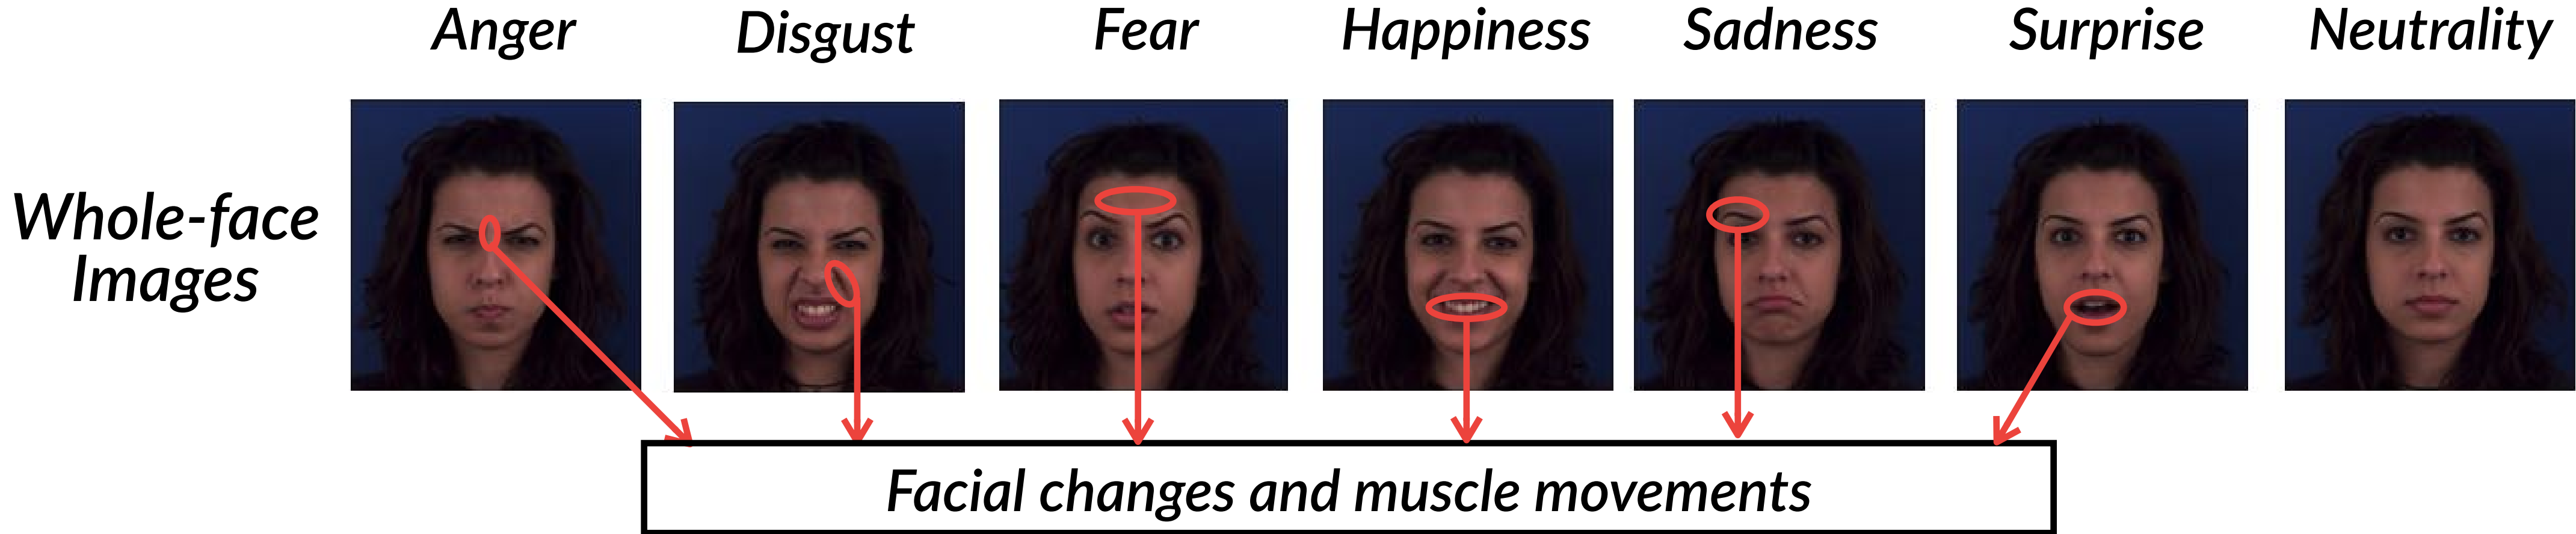 Anger Disgust Fear Happiness Sadness Surprise Neutrality
Whole-face
Images
Facial changes and muscle movements